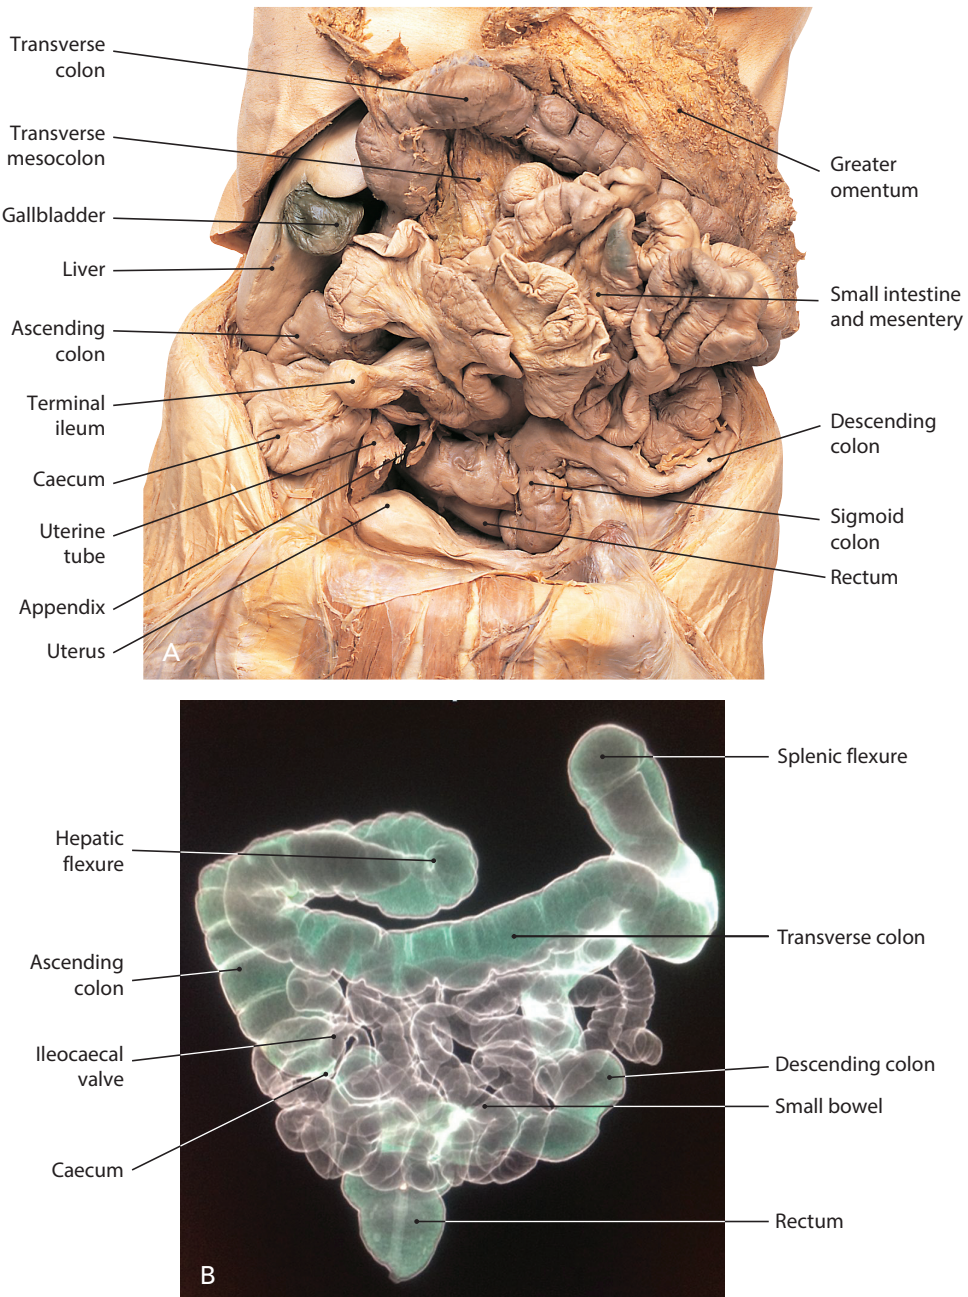 Transverse
colon
Transverse
mesocolon
Gallbladder
Liver
Ascending
colon
Terminal
ileum
Caecum
Uterine
tube
Appendix
Uterus
Greater
omentum
Small intestine
and mesentery
Descending
colon
Sigmoid
colon
Rectum
A
Hepatic
flexure
Ascending
colon
Ileocaecal
valve
Caecum
Splenic flexure
Transverse colon
Descending colon
Small bowel
Rectum
B